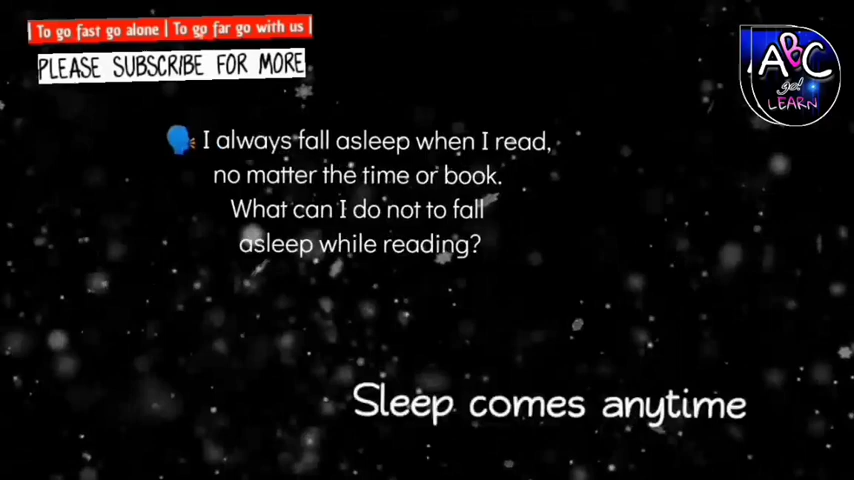 To go fast go alone | To go far go with us
PLEASE SUBSCRIBE FOR MORE
ABC
go!
LEARN
I always fall asleep when I read,
no matter the time or book.
What can I do not to fall
asleep while reading?
Sleep comes anytime